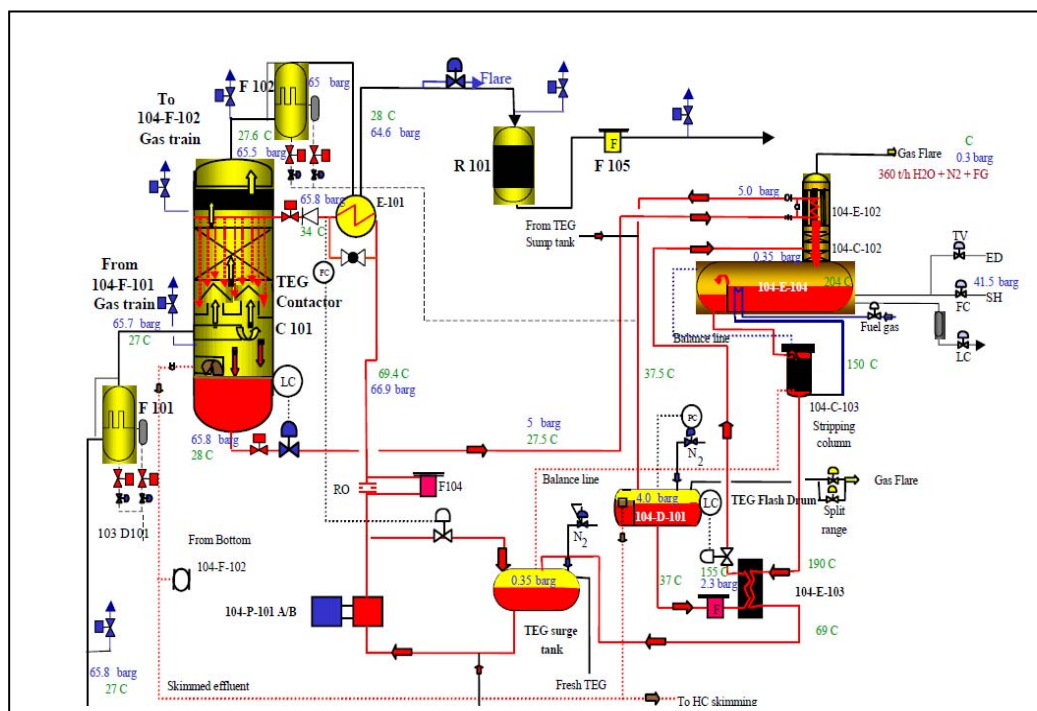 To
104-F-102
Gas train
F 102
27.6 C
65.5 barg
65 barg
28 C
64.6 barg
Flare
R 101
F
F 105
C
Gas Flare
0.3 barg
360 t/h H2O + N2 + FG
5.0 barg
104-E-102
104-C-102
0.35 barg
104-E-104
204 C
TV
ED
41.5 barg
FC
SH
Fuel gas
LC
65.8 barg
E-101
34 C
FC
From TEG
Sump tank
From
104-F-101
Gas train
65.7 barg
27 C
TEG
Contactor
C 101
LC
F 101
69.4 C
66.9 barg
65.8 barg
28 C
5 barg
27.5 C
37.5 C
Balance line
150 C
104-C-103
Stripping
column
PC
N2
RO
F104
Balance line
4.0 barg
104-D-101
LC
TEG Flash Drum
Gas Flare
Split
range
103 D101
From Bottom
104-F-102
N2
0.35 barg
37 C
155 C
2.3 barg
F
190 C
104-E-103
104-P-101 A/B
TEG surge
tank
69 C
65.8 barg
27 C
Skimmed effluent
Fresh TEG
To HC skimming